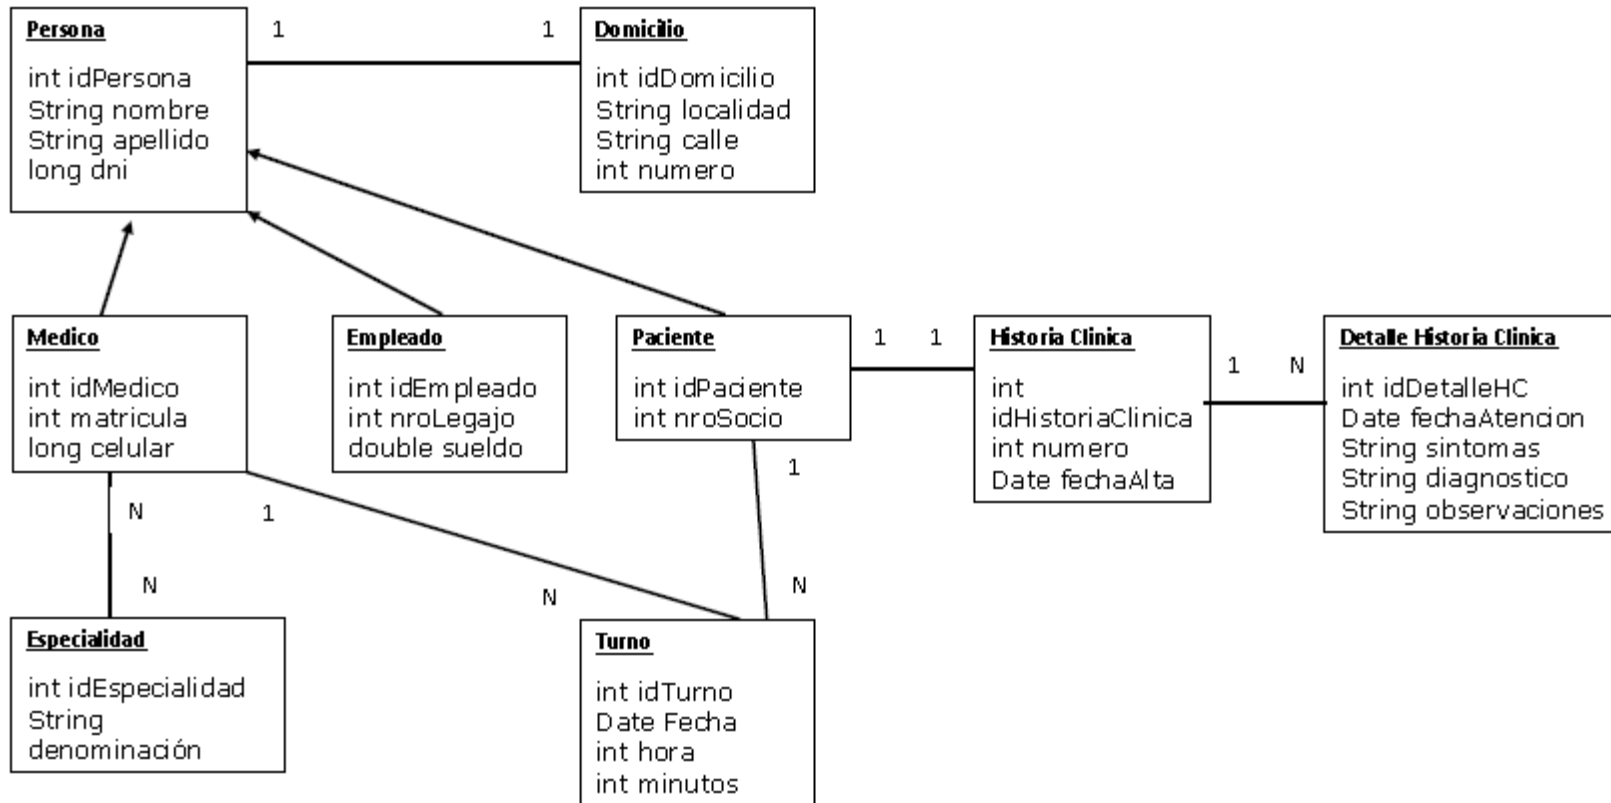 Persona
int idPersona
String nombre
String apellido
long dni
1
1
Domicilio
int idDomicilio
String localidad
String calle
int numero
Medico
int idMedico
int matricula
long celular
Empleado
int idEmpleado
int nroLegajo
double sueldo
Paciente
int idPaciente
int nroSocio
1
1
Historia Clinica
int
idHistoriaClinica
int numero
Date fechaAlta
1
N
Detalle Historia Clinica
int idDetalleHC
Date fechaAtencion
String sintomas
String diagnostico
String observaciones
N
N
1
N
1
N
Especialidad
int idEspecialidad
String
denominación
Turno
int idTurno
Date Fecha
int hora
int minutos